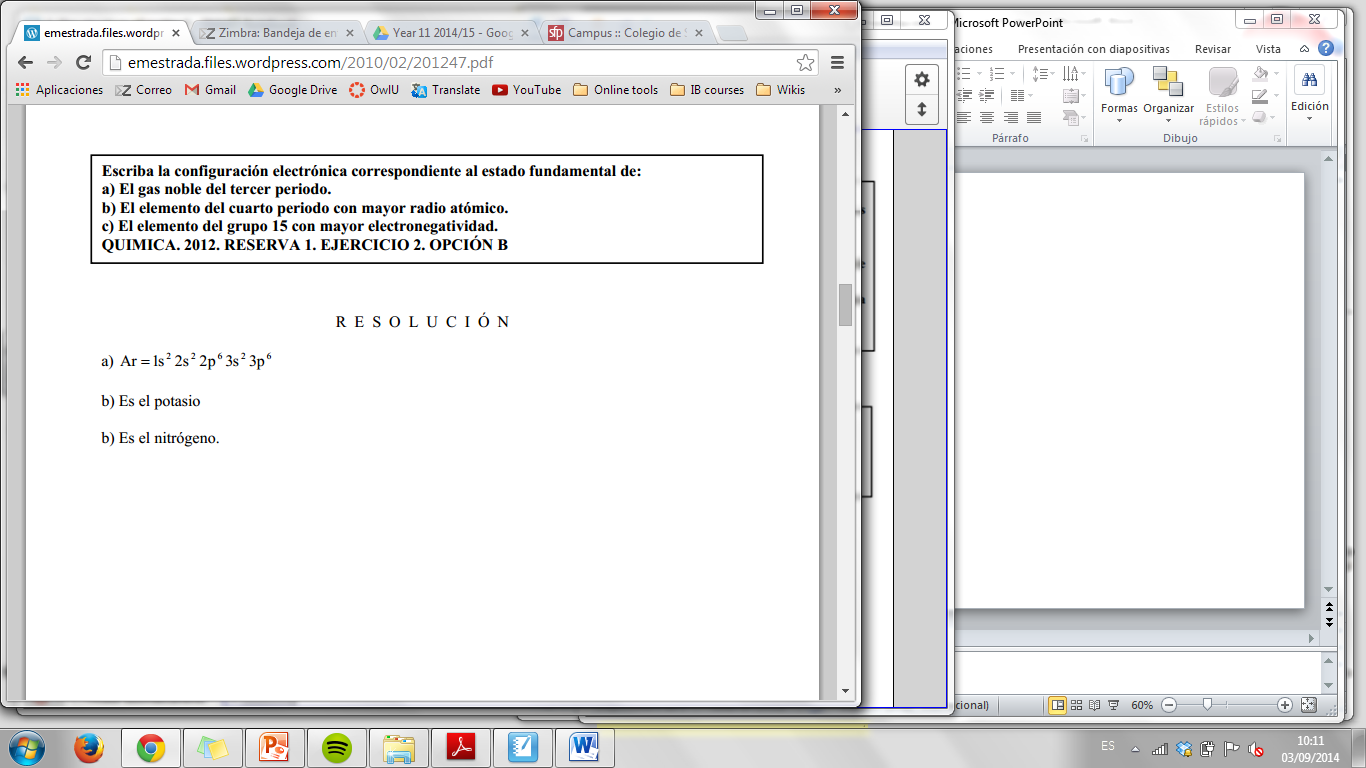 emestrada.files.wordpr
Zimbra: Bandeja de en
Year 11 2014/15 - Goog
Campus :: Colegio de
emestrada.files.wordpress.com/2010/02/201247.pdf
Aplicaciones
Correo
Gmail
Google Drive
OwlU
Translate
YouTube
Online tools
IB courses
Wikis
»
Escriba la configuración electrónica correspondiente al estado fundamental de:
a) El gas noble del tercer periodo.
b) El elemento del cuarto periodo con mayor radio atómico.
c) El elemento del grupo 15 con mayor electronegatividad.
QUIMICA. 2012. RESERVA 1. EJERCICIO 2. OPCIÓN B
R E S O L U C I Ó N
a) Ar = 1s² 2s² 2p⁶ 3s² 3p⁶
b) Es el potasio
b) Es el nitrógeno.
Microsoft PowerPoint
aciones
Presentación con diapositivas
Revisar
Vista
Formas
Organizar
Estilos
rápidos
Edición
Párrafo
Dibujo
cional)
60%
ES
10:11
03/09/2014